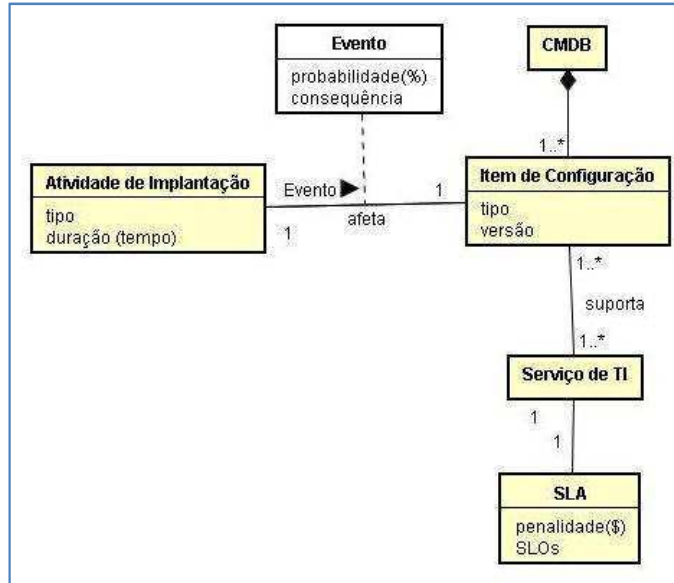 Evento
probabilidade(%)
consequência
CMDB
1..*
Atividade de Implantação
tipo
duração (tempo)
Evento
afeta
1
1
Item de Configuração
tipo
versão
1..*
suporta
1..*
Serviço de TI
1
1
SLA
penalidade($)
SLOs